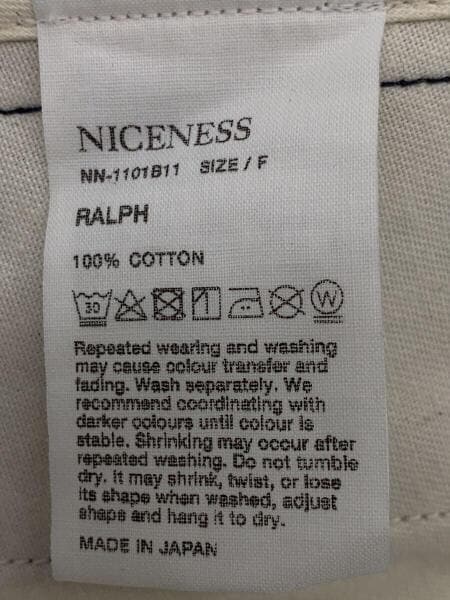 NICENESS
NN-1101B11 SIZE / F
RALPH
100% COTTON
30 W
Repeated wearing and washing
may cause colour transfer and
fading. Wash separately. We
recommend coordinating with
darker colours until colour is
stable. Shrinking may occur after
repeated washing. Do not tumble
dry. it may shrink, twist, or lose
its shape when washed, adjust
shape and hang it to dry.
MADE IN JAPAN